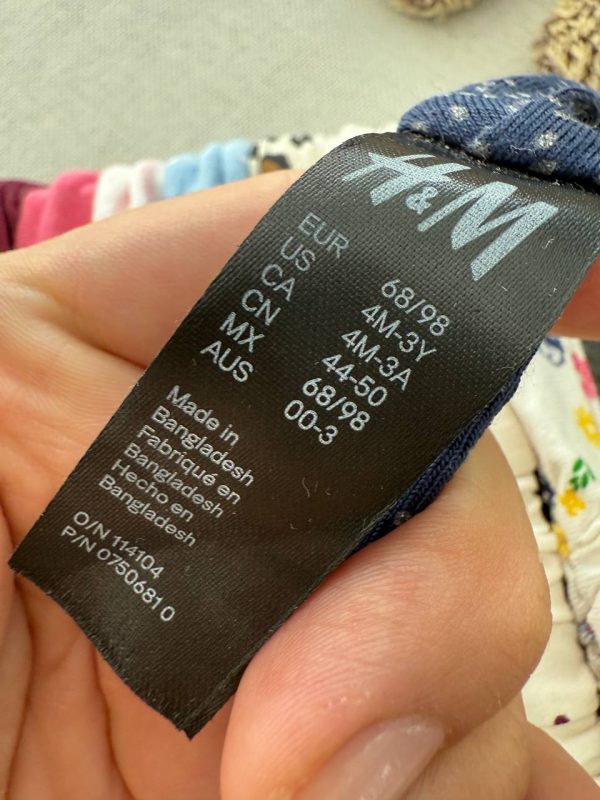 H&M
EUR 68/98
US 4M-3Y
CA 4M-3A
CN 44-50
MX 68/98
AUS 00-3
Made in
Bangladesh
Fabriqué en
Bangladesh
Hecho en
Bangladesh
O/N 114104
P/N 0750681 0